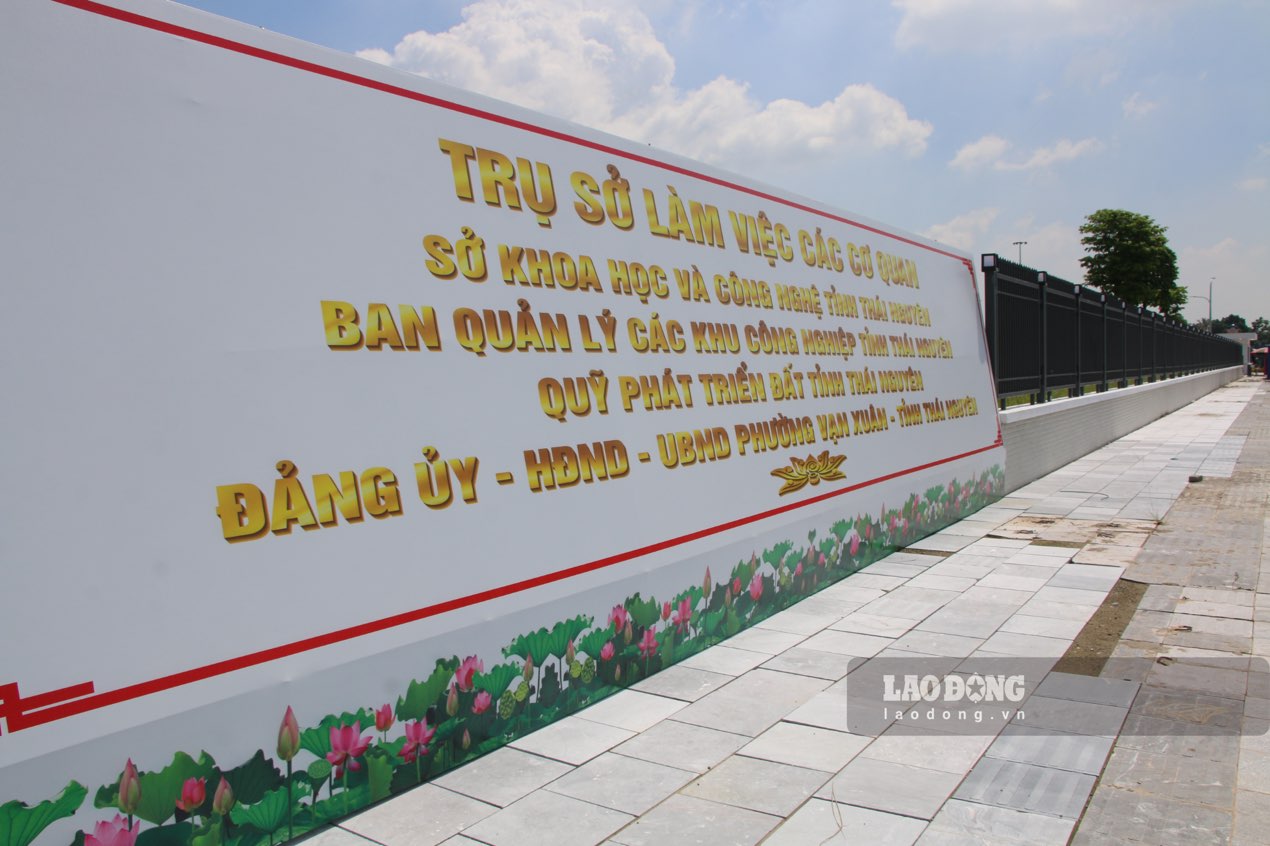 TRỤ SỞ LÀM VIỆC CÁC CƠ QUAN
SỞ KHOA HỌC VÀ CÔNG NGHỆ TỈNH THÁI NGUYÊN
BAN QUẢN LÝ CÁC KHU CÔNG NGHIỆP TỈNH THÁI NGUYÊN
QUỸ PHÁT TRIỂN ĐẤT TỈNH THÁI NGUYÊN
ĐẢNG ỦY - HĐND - UBND PHƯỜNG VẠN XUÂN - TỈNH THÁI NGUYÊN
LAO ĐỘNG
laodong.vn